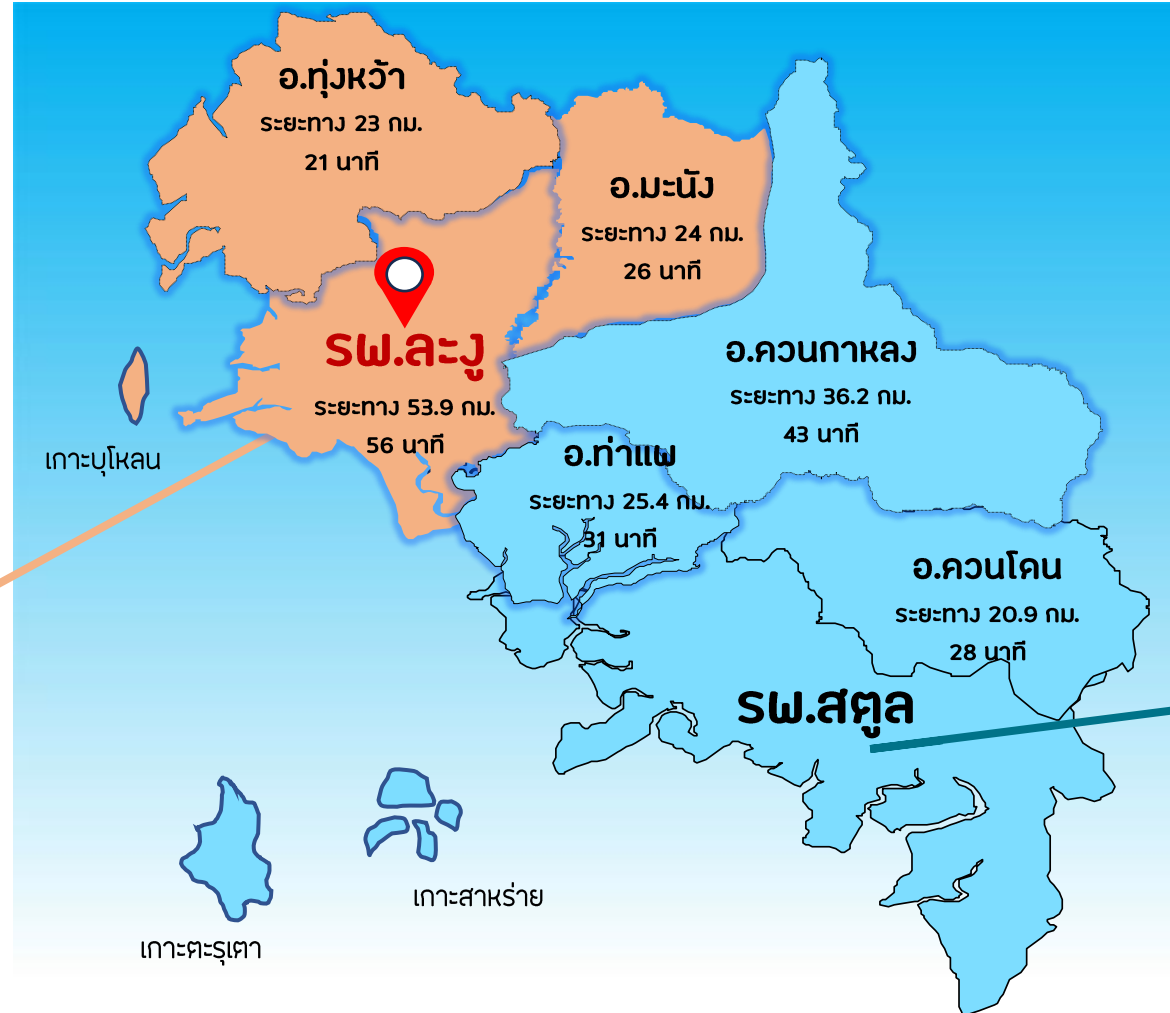 อ.ทุ่งหว้า
ระยะทาง 23 กม.
21 นาที
อ.มะนัง
ระยะทาง 24 กม.
26 นาที
รพ.ละงู
ระยะทาง 53.9 กม.
56 นาที
อ.ควนกาหลง
ระยะทาง 36.2 กม.
43 นาที
เกาะบุโหลน
อ.ท่าแพ
ระยะทาง 25.4 กม.
31 นาที
อ.ควนโดน
ระยะทาง 20.9 กม.
28 นาที
รพ.สตูล
เกาะสาหร่าย
เกาะตะรุเตา